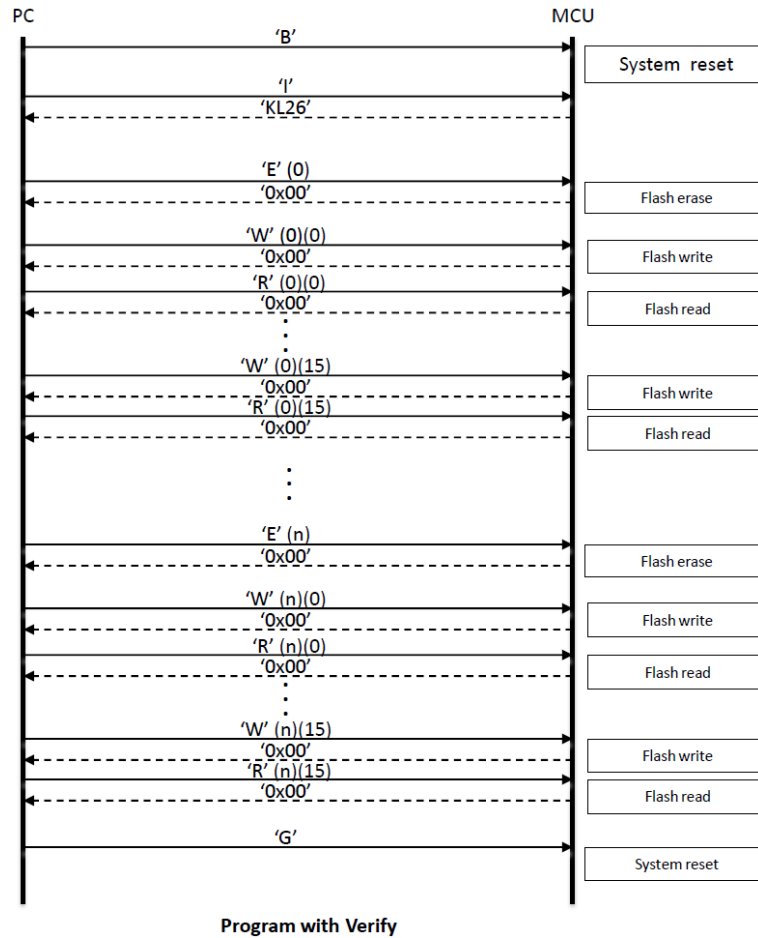 PC
MCU
‘B’
System reset
‘I’
‘KL26’
‘E’ (0)
‘0x00’
Flash erase
‘W’ (0)(0)
‘0x00’
Flash write
‘R’ (0)(0)
‘0x00’
Flash read
‘W’ (0)(15)
‘0x00’
Flash write
‘R’ (0)(15)
‘0x00’
Flash read
‘E’ (n)
‘0x00’
Flash erase
‘W’ (n)(0)
‘0x00’
Flash write
‘R’ (n)(0)
‘0x00’
Flash read
‘W’ (n)(15)
‘0x00’
Flash write
‘R’ (n)(15)
‘0x00’
Flash read
‘G’
System reset
Program with Verify